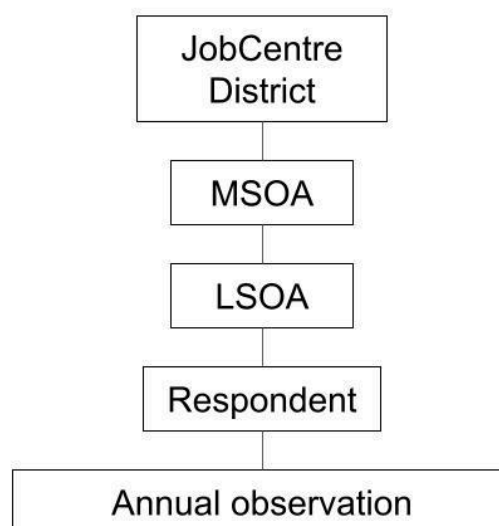 JobCentre
District
MSOA
LSOA
Respondent
Annual observation